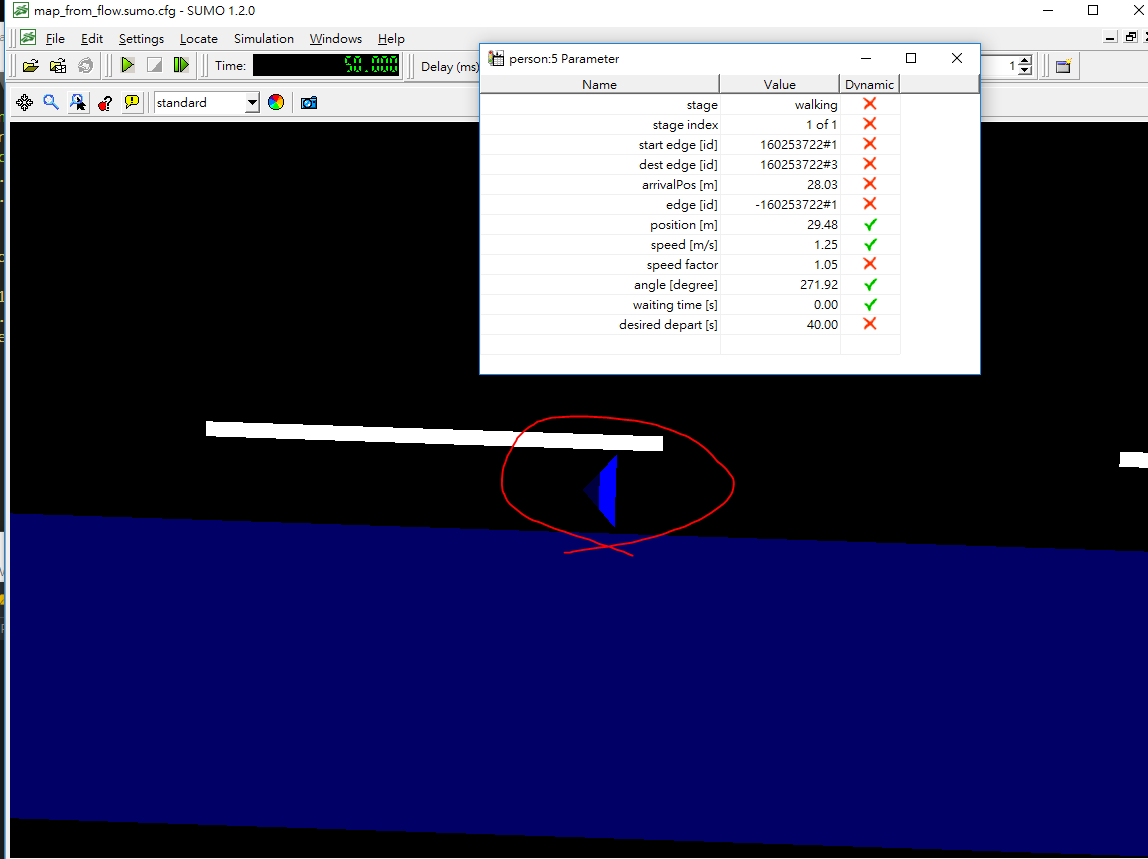 map_from_flow.sumo.cfg - SUMO 1.2.0
File Edit Settings Locate Simulation Windows Help
Time: 50.000 Delay (ms) 1
standard
person:5 Parameter
Name Value Dynamic
stage walking
stage index 1 of 1
start edge [id] 160253722#1
dest edge [id] 160253722#3
arrivalPos [m] 28.03
edge [id] -160253722#1
position [m] 29.48
speed [m/s] 1.25
speed factor 1.05
angle [degree] 271.92
waiting time [s] 0.00
desired depart [s] 40.00